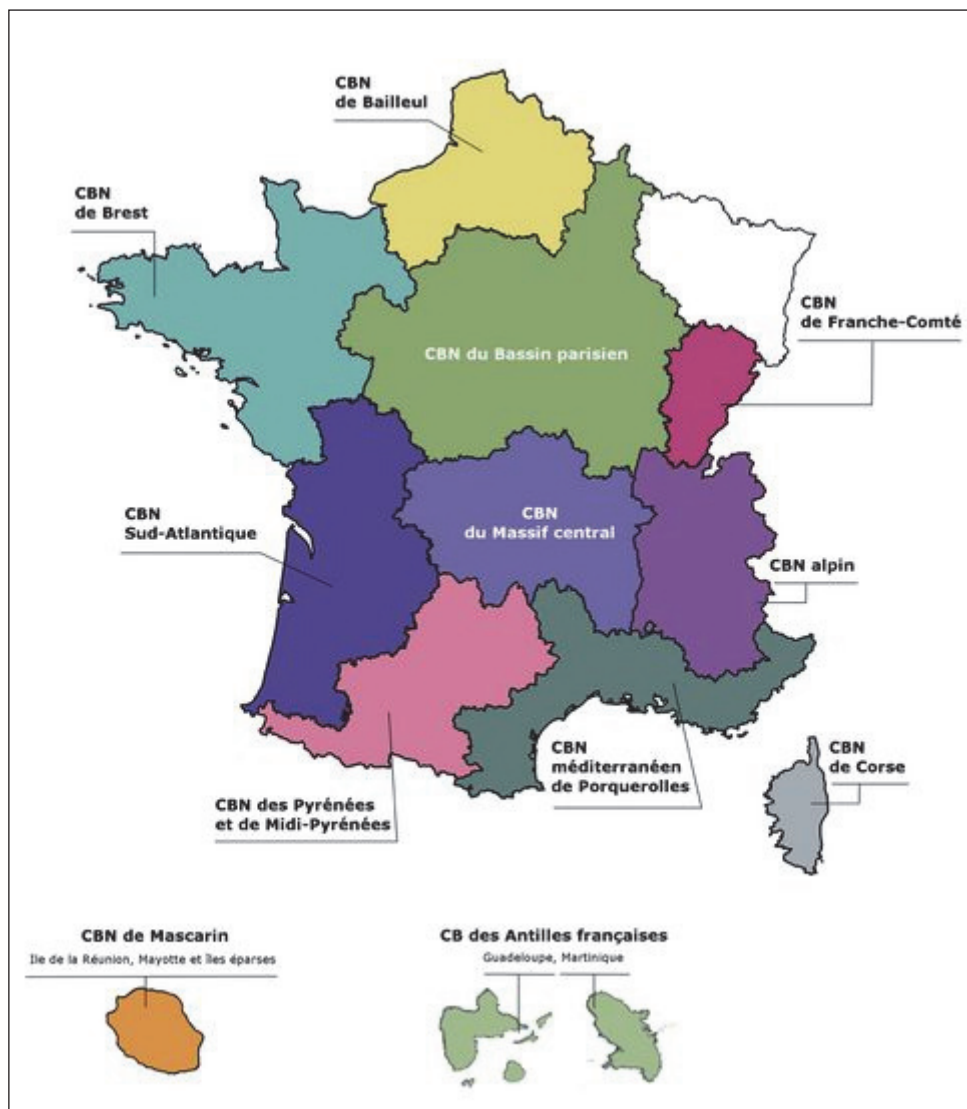 CBN
de Bailleul
CBN
de Brest
CBN
de Franche-Comté
CBN du Bassin parisien
CBN
Sud-Atlantique
CBN
du Massif central
CBN alpin
CBN
méditerranéen
de Porquerolles
CBN
de Corse
CBN des Pyrénées
et de Midi-Pyrénées
CBN de Mascarin
Ile de la Réunion, Mayotte et îles éparses
CB des Antilles françaises
Guadeloupe, Martinique